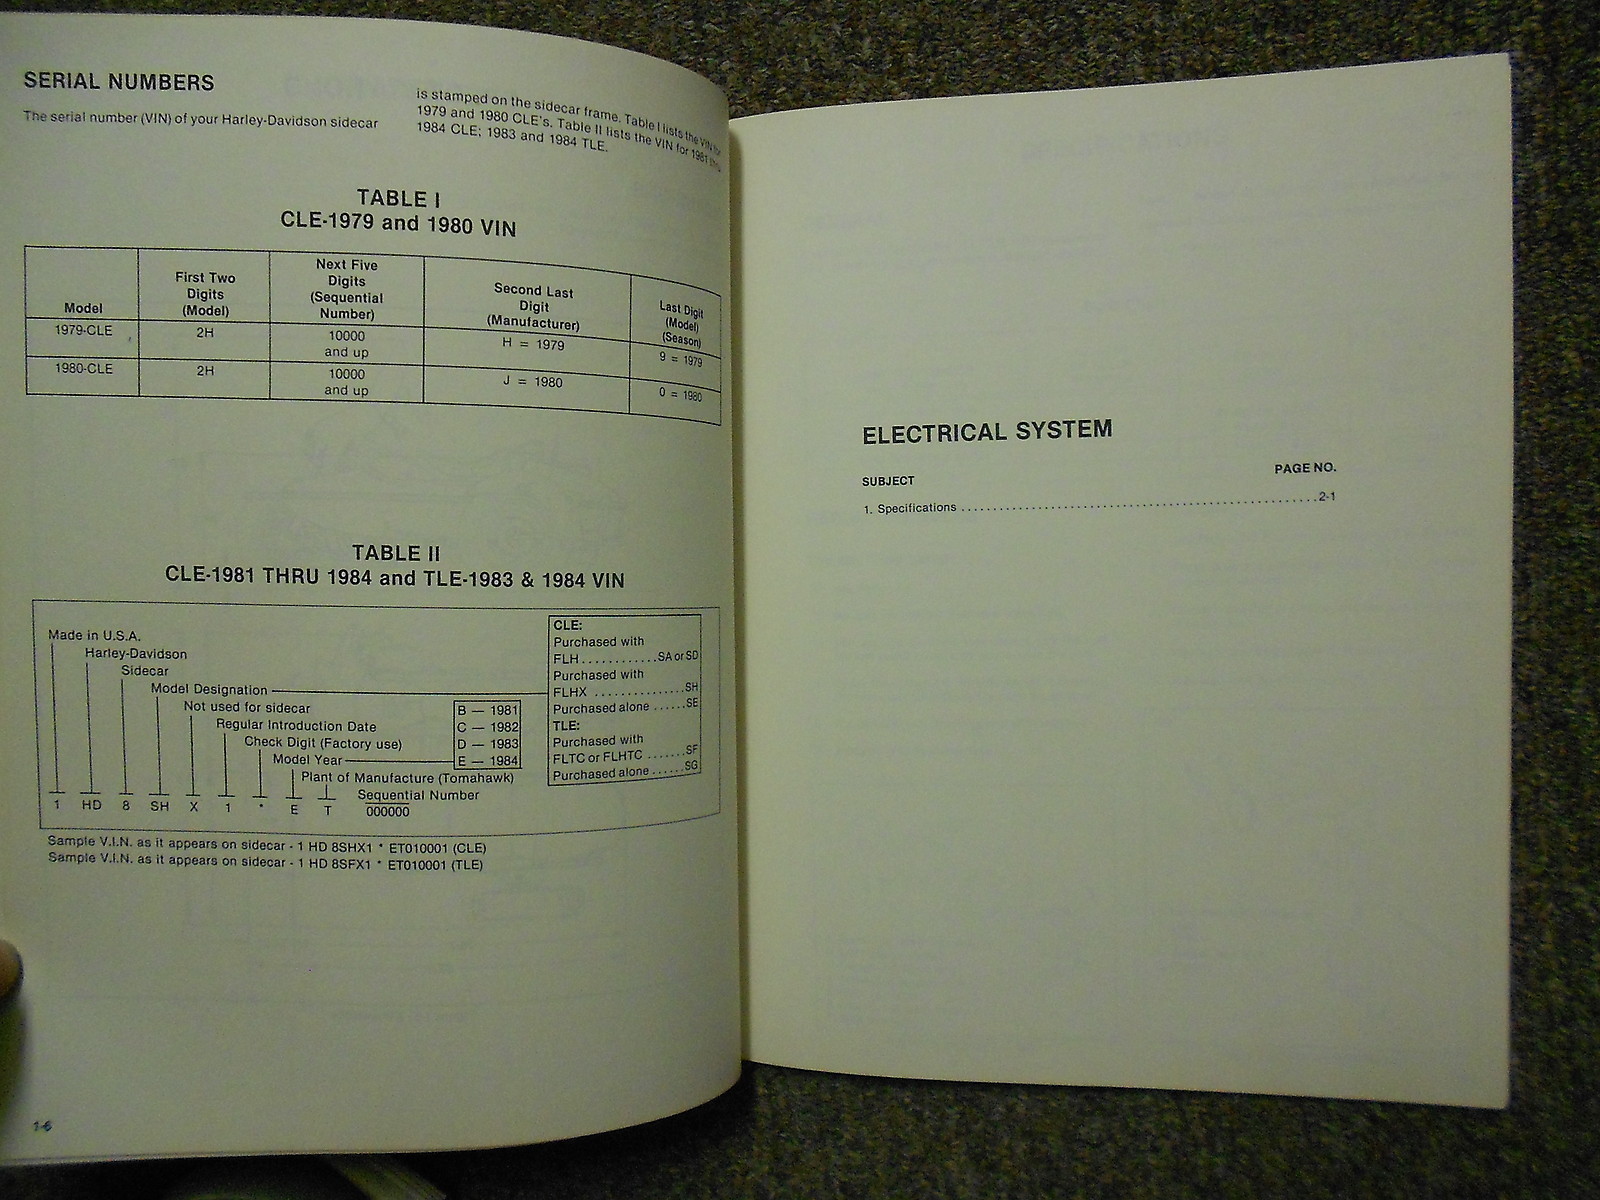 SERIAL NUMBERS
The serial number (VIN) of your Harley-Davidson sidecar
is stamped on the sidecar frame. Table I lists the VIN for
1979 and 1980 CLE's. Table II lists the VIN for 1981 thru
1984 CLE; 1983 and 1984 TLE.
TABLE I
CLE-1979 and 1980 VIN
Model
First Two
Digits
(Model)
Next Five
Digits
(Sequential
Number)
Second Last
Digit
(Manufacturer)
Last Digit
(Model)
(Season)
1979-CLE
2H
10000
and up
H = 1979
9 = 1979
1980-CLE
2H
10000
and up
J = 1980
0 = 1980
TABLE II
CLE-1981 THRU 1984 and TLE-1983 & 1984 VIN
Made in U.S.A.
Harley-Davidson
Sidecar
Model Designation
Not used for sidecar
Regular Introduction Date
Check Digit (Factory use)
Model Year
Plant of Manufacture (Tomahawk)
Sequential Number
B — 1981
C — 1982
D — 1983
E — 1984
CLE:
Purchased with
FLH............SA or SD
Purchased with
FLHX ...............SH
Purchased alone ......SE
TLE:
Purchased with
FLTC or FLHTC .......SF
Purchased alone ......SG
1 HD 8 SH X 1 * E T 000000
Sample V.I.N. as it appears on sidecar - 1 HD 8SHX1 * ET010001 (CLE)
Sample V.I.N. as it appears on sidecar - 1 HD 8SFX1 * ET010001 (TLE)
1-6
ELECTRICAL SYSTEM
SUBJECT PAGE NO.
1. Specifications ........................................................2-1